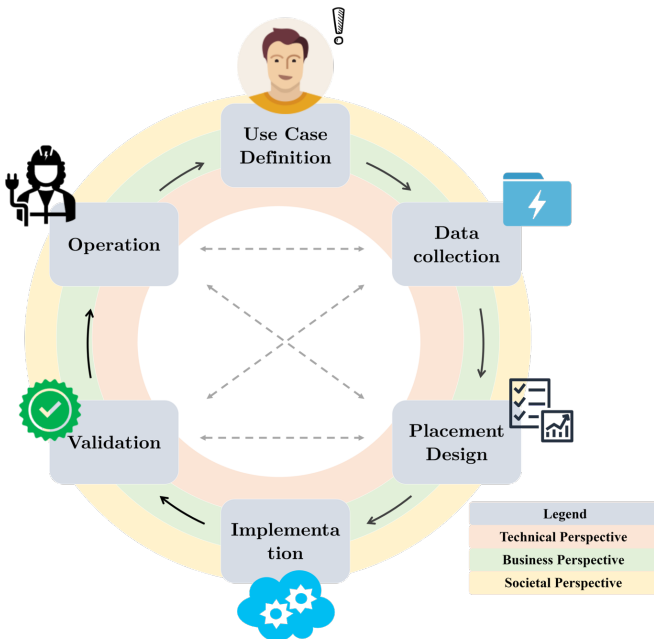 Use Case
Definition
Operation
Data
collection
Validation
Placement
Design
Implementa
tion
Legend
Technical Perspective
Business Perspective
Societal Perspective